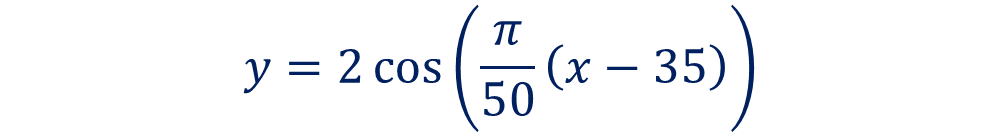 y = 2 cos(π/50 (x − 35))